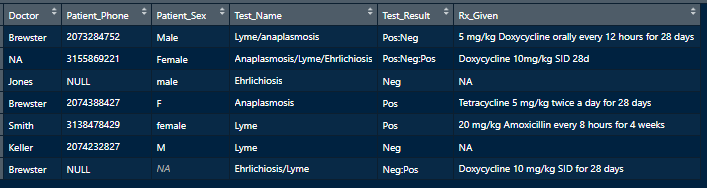 Doctor Patient_Phone Patient_Sex Test_Name Test_Result Rx_Given
Brewster 2073284752 Male Lyme/anaplasmosis Pos:Neg 5 mg/kg Doxycycline orally every 12 hours for 28 days
NA 3155869221 Female Anaplasmosis/Lyme/Ehrlichiosis Pos:Neg:Pos Doxycycline 10mg/kg SID 28d
Jones NULL male Ehrlichiosis Neg NA
Brewster 2074388427 F Anaplasmosis Pos Tetracycline 5 mg/kg twice a day for 28 days
Smith 3138478429 female Lyme Pos 20 mg/kg Amoxicillin every 8 hours for 4 weeks
Keller 2074232827 M Lyme Neg NA
Brewster NULL NA Ehrlichiosis/Lyme Neg:Pos Doxycycline 10 mg/kg SID for 28 days